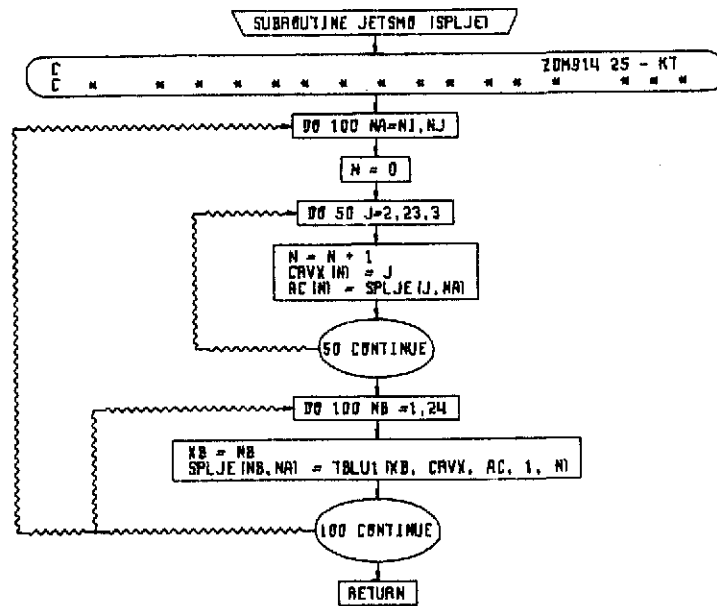 SUBROUTINE JETSMO (SPLJE)
C ZDM914 25 - KT
C * * * * * * * * * * * * * * * * *
DO 100 NA=NI,NJ
N = 0
DO 50 J=2,23,3
N = N + 1
CRVX(N) = J
AC(N) = SPLJE(J,NA)
50 CONTINUE
DO 100 NB =1,24
XB = NB
SPLJE(NB,NA) = TBLU1(XB, CRVX, AC, 1, N)
100 CONTINUE
RETURN